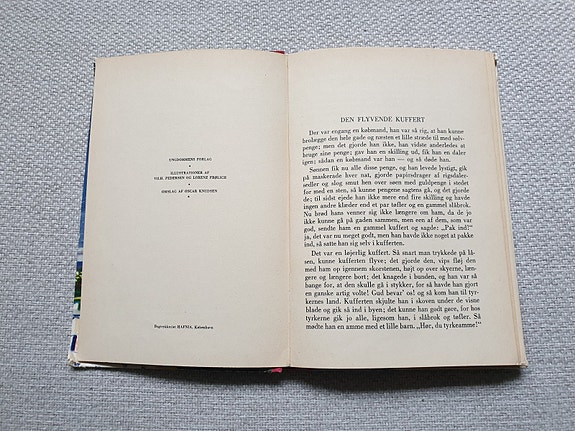 UNGDOMMENS FORLAG
ILLUSTRATIONER AF
VILH. PEDERSEN OG LORENZ FRØLICH
OMSLAG AF OSCAR KNUDSEN
Bogtrykkeriet HAFNIA, København
DEN FLYVENDE KUFFERT
Der var engang en købmand, han var så rig, at han kunne
brolægge den hele gade og næsten et lille stræde til med sølv-
penge; men det gjorde han ikke, han vidste anderledes at
bruge sine penge; gav han en skilling ud, fik han en daler
igen; sådan en købmand var han — og så døde han.
Sønnen fik nu alle disse penge, og han levede lystigt, gik
på maskerade hver nat, gjorde papirsdrager af rigsdaler-
sedler og slog smut hen over søen med guldpenge i stedet
for med en sten, så kunne pengene sagtens gå, og det gjorde
de; til sidst ejede han ikke mere end fire skilling og havde
ingen andre klæder end et par tøfler og en gammel slåbrok.
Nu brød hans venner sig ikke længere om ham, da de jo
ikke kunne gå på gaden sammen, men een af dem, som var
god, sendte ham en gammel kuffert og sagde: „Pak ind!"
ja, det var nu meget godt, men han havde ikke noget at pakke
ind, så satte han sig selv i kufferten.
Det var en løjerlig kuffert. Så snart man trykkede på lå-
sen, kunne kufferten flyve; det gjorde den, vips fløj den
med ham op igennem skorstenen, højt op over skyerne, læn-
gere og længere bort; det knagede i bunden, og han var så
bange for, at den skulle gå i stykker, for så havde han gjort
en ganske artig volte! Gud bevar' os! og så kom han til tyr-
kernes land. Kufferten skjulte han i skoven under de visne
blade og gik så ind i byen; det kunne han godt gøre, for hos
tyrkerne gik jo alle, ligesom han, i slåbrok og tøfler. Så
mødte han en amme med et lille barn. „Hør, du tyrkeamme!"